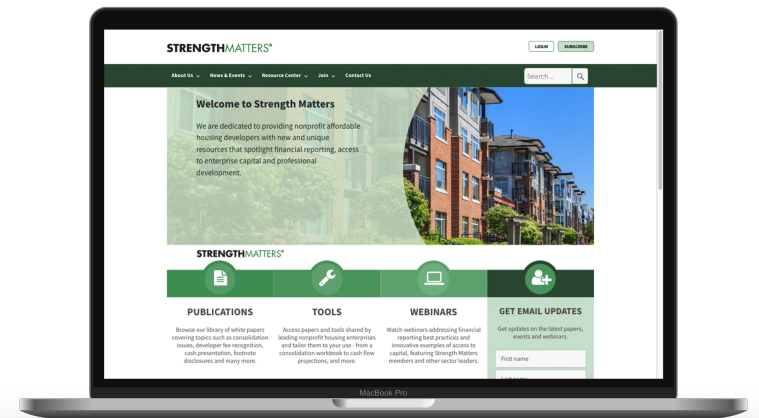 STRENGTHMATTERS®
LOGIN SUBSCRIBE
About Us News & Events Resource Center Join Contact Us Search ...
Welcome to Strength Matters
We are dedicated to providing nonprofit affordable
housing developers with new and unique
resources that spotlight financial reporting, access
to enterprise capital and professional
development.
STRENGTHMATTERS®
PUBLICATIONS
Browse our library of white papers
covering topics such as consolidation
issues, developer fee recognition,
cash presentation, footnote
disclosures and many more.
TOOLS
Access papers and tools shared by
leading nonprofit housing enterprises
and tailor them to your use - from a
consolidation workbook to cash flow
projections, and more.
WEBINARS
Watch webinars addressing financial
reporting best practices and
innovative examples of access to
capital, featuring Strength Matters
members and other sector leaders.
GET EMAIL UPDATES
Get updates on the latest papers,
events and webinars.
First name
Last name
MacBook Pro